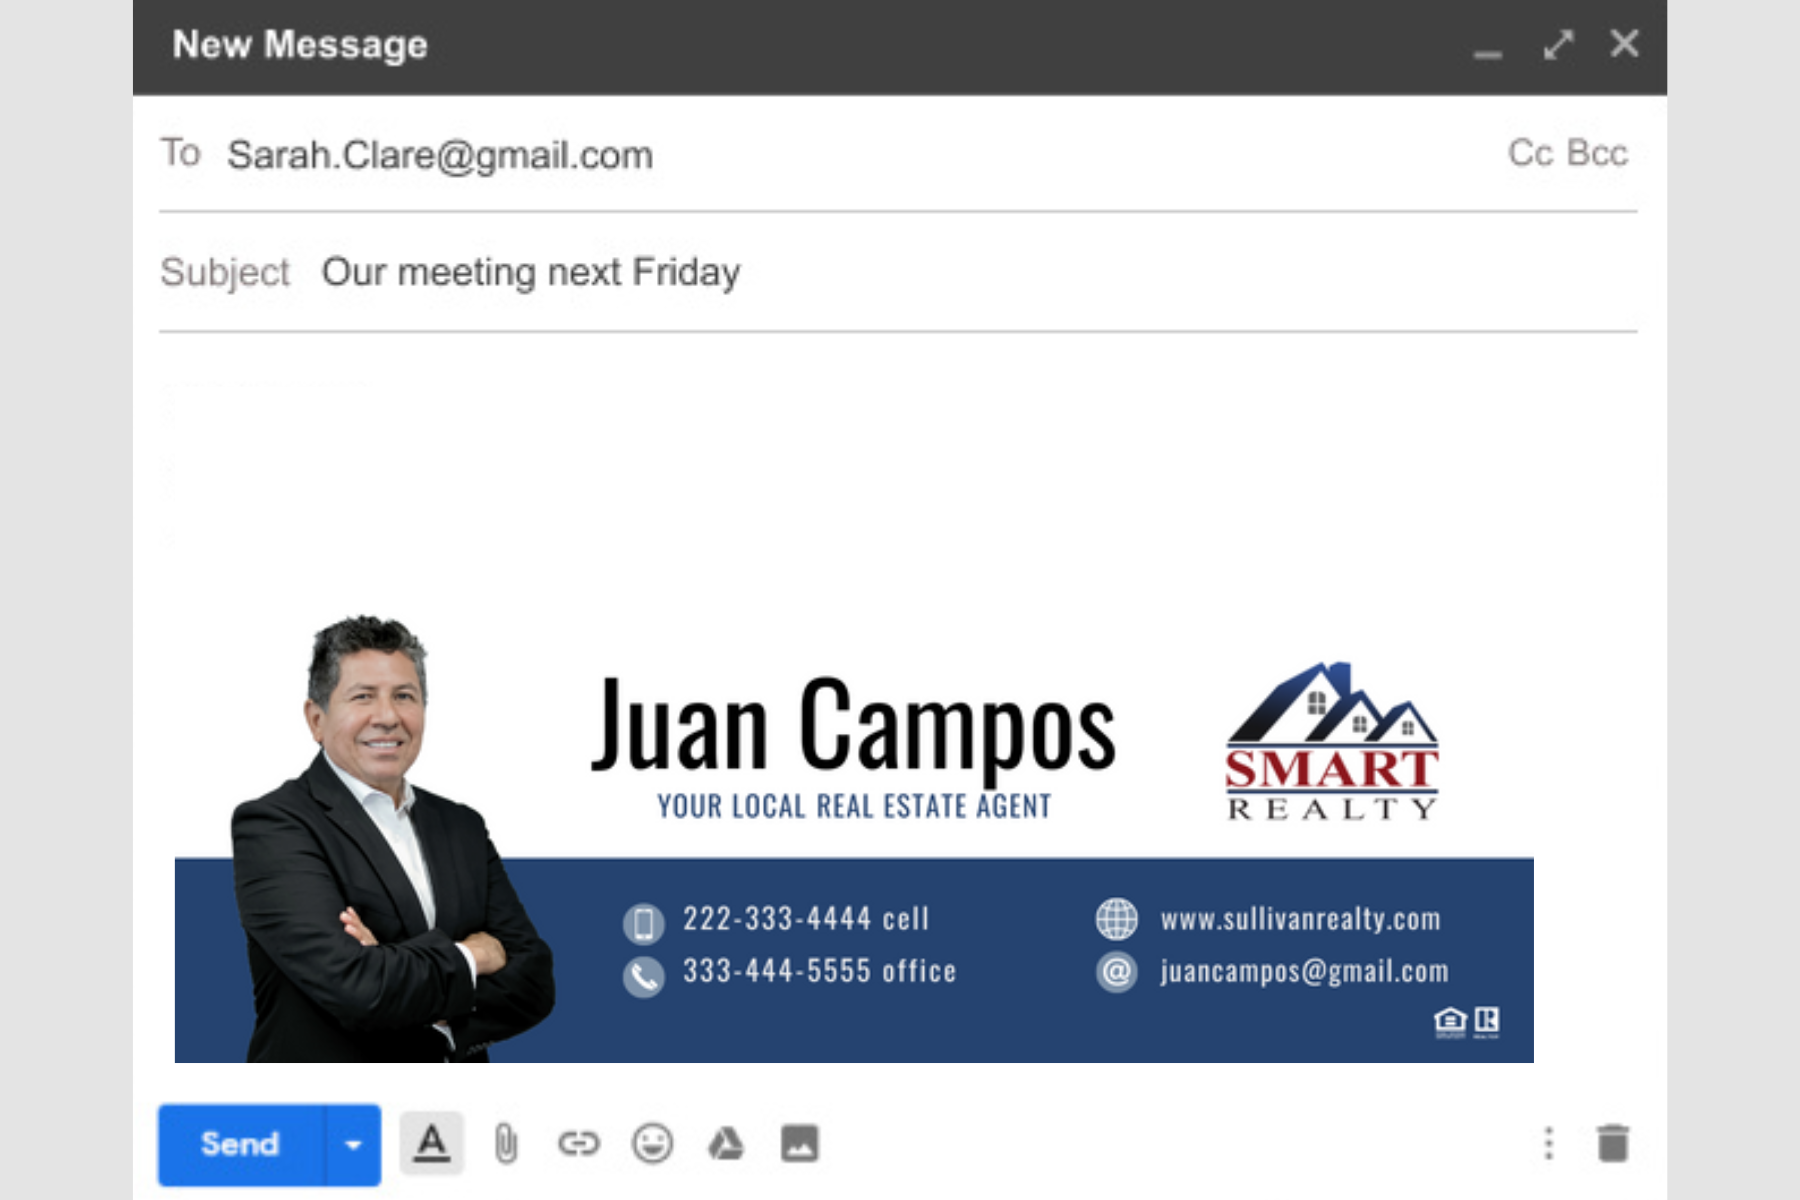 New Message
To Sarah.Clare@gmail.com Cc Bcc
Subject Our meeting next Friday
Juan Campos
YOUR LOCAL REAL ESTATE AGENT
SMART
REALTY
222-333-4444 cell
333-444-5555 office
www.sullivanrealty.com
juancampos@gmail.com
Send